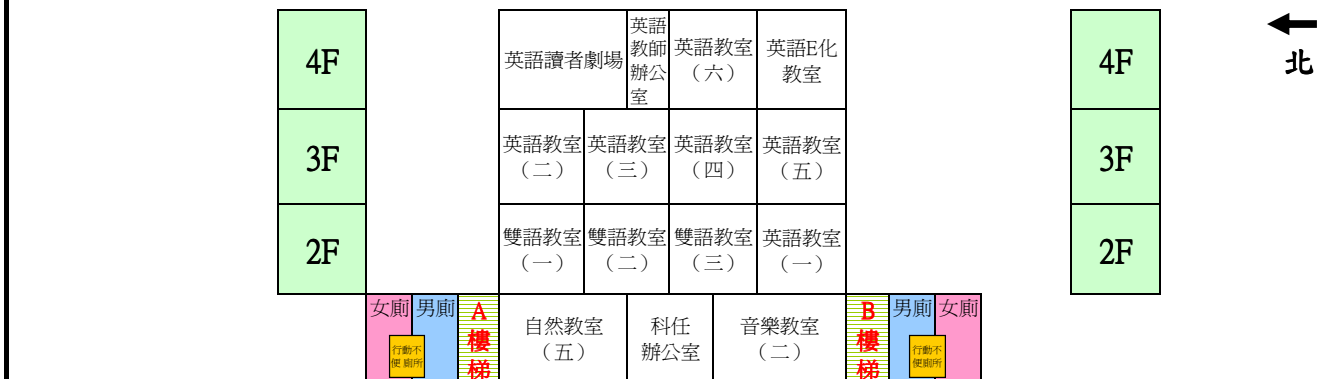 4F
英語讀者劇場
英語
教師
辦公
室
英語教室
（六）
英語E化
教室
4F
北
3F
英語教室
（二）
英語教室
（三）
英語教室
（四）
英語教室
（五）
3F
2F
雙語教室
（一）
雙語教室
（二）
雙語教室
（三）
英語教室
（一）
2F
女廁
男廁
行動不
便廁所
A
樓
梯
自然教室
（五）
科任
辦公室
音樂教室
（二）
B
樓
梯
男廁
女廁
行動不
便廁所